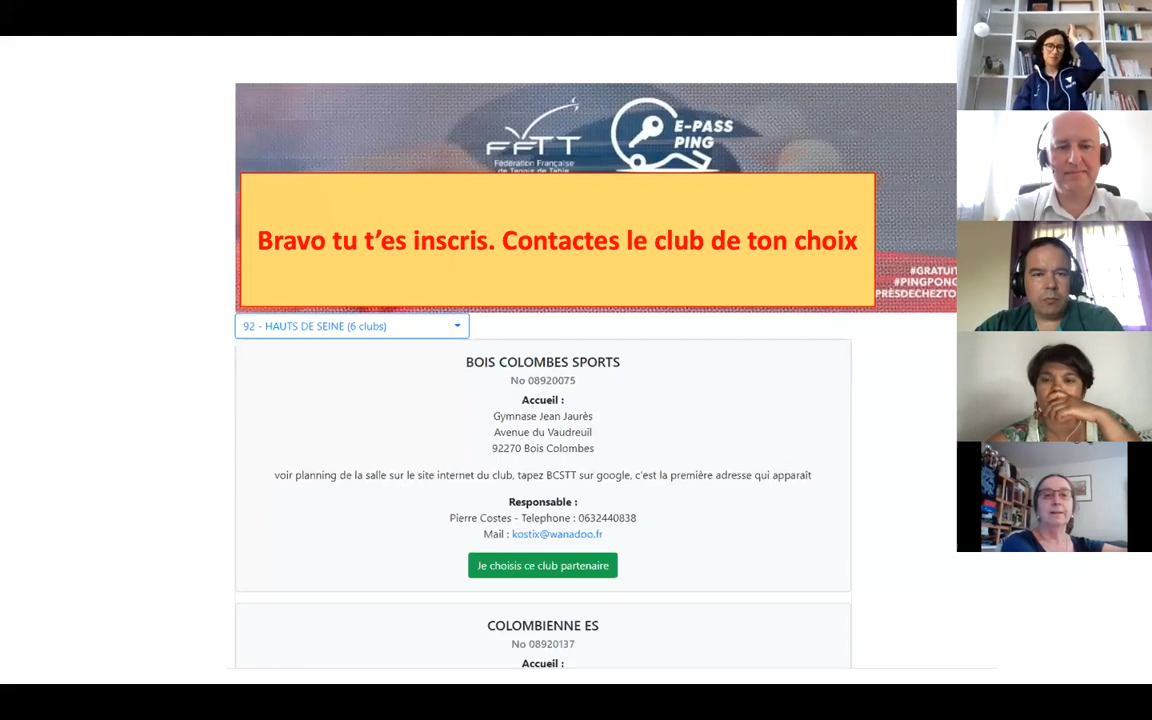 FFTT
Fédération Française
de Tennis de Table
E-PASS
PING
Bravo tu t’es inscris. Contactes le club de ton choix
#GRATUIT
#PINGPONG
PRÈSDECHEZTO
92 - HAUTS DE SEINE (6 clubs)
BOIS COLOMBES SPORTS
No 08920075
Accueil :
Gymnase Jean Jaurès
Avenue du Vaudreuil
92270 Bois Colombes
voir planning de la salle sur le site internet du club, tapez BCSTT sur google, c'est la première adresse qui apparaît
Responsable :
Pierre Costes - Telephone : 0632440838
Mail : kostix@wanadoo.fr
Je choisis ce club partenaire
COLOMBIENNE ES
No 08920137
Accueil :